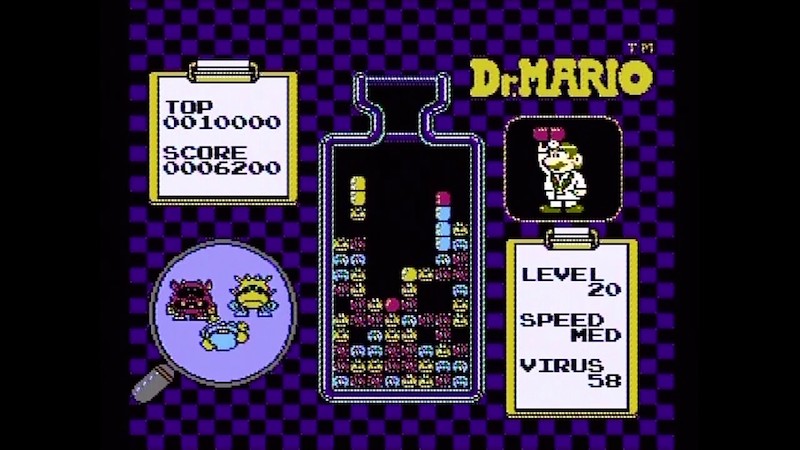 TM
Dr. MARIO
TOP
0010000
SCORE
0006200
LEVEL
20
SPEED
MED
VIRUS
58